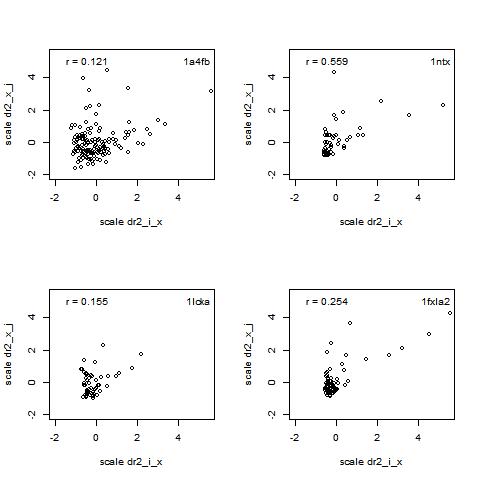 r = 0.121 1a4fb
scale dr2_x_j
4
2
0
-2
-2 0 2 4
scale dr2_i_x
r = 0.559 1ntx
scale dr2_x_j
4
2
0
-2
-2 0 2 4
scale dr2_i_x
r = 0.155 1lcka
scale dr2_x_j
4
2
0
-2
-2 0 2 4
scale dr2_i_x
r = 0.254 1fxla2
scale dr2_x_j
4
2
0
-2
-2 0 2 4
scale dr2_i_x